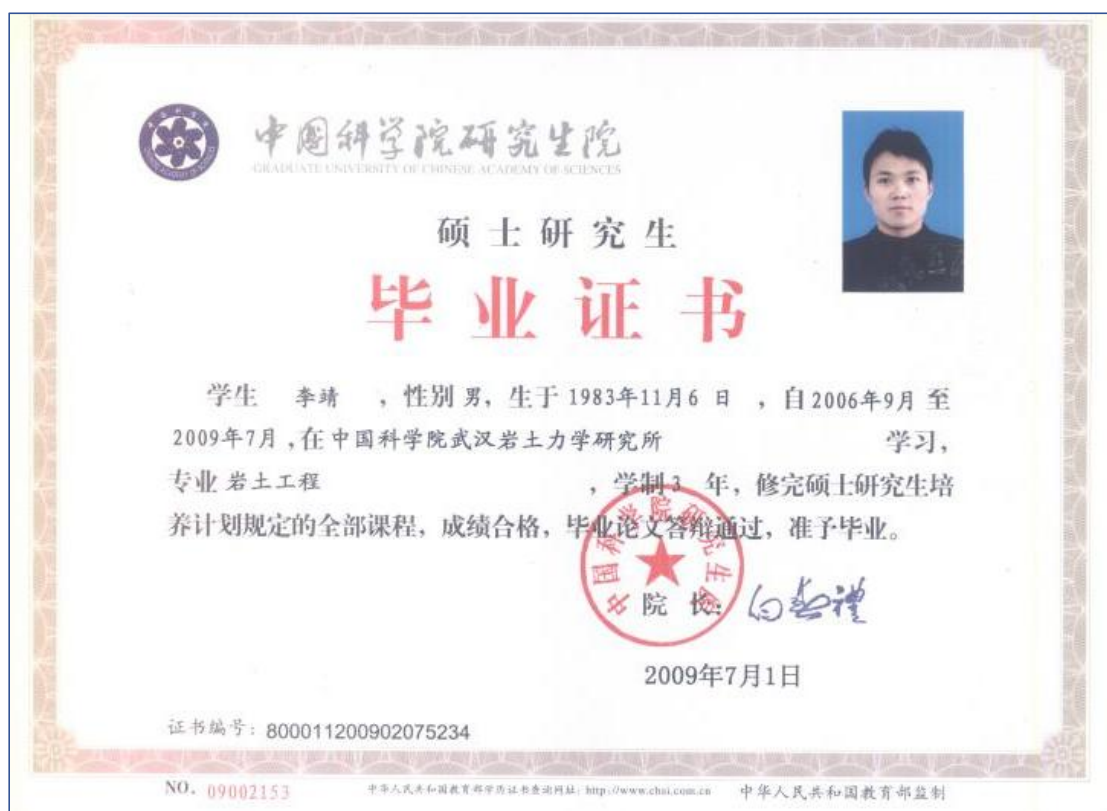 中国科学院研究生院
GRADUATE UNIVERSITY OF CHINESE ACADEMY OF SCIENCES
硕士研究生
毕业证书
学生 李靖 ，性别 男，生于 1983年11月6 日 ，自2006年9月 至
2009年7月，在中国科学院武汉岩土力学研究所 学习，
专业 岩土工程 ，学制3 年，修完硕士研究生培
养计划规定的全部课程，成绩合格，毕业论文答辩通过，准予毕业。
中国科学院研究生院
院 长：
2009年7月1日
证书编号：800011200902075234
NO. 09002153 中华人民共和国教育部学历证书查询网址：http://www.chsi.com.cn 中华人民共和国教育部监制